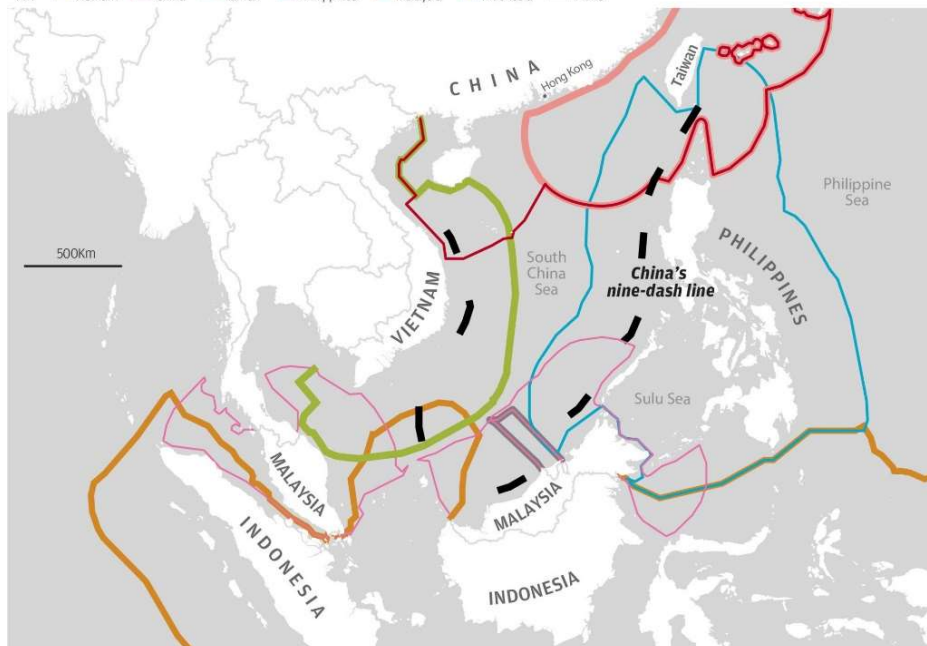 CHINA
Hong Kong
Taiwan
Philippine
Sea
500Km
South
China
Sea
China's
nine-dash line
PHILIPPINES
VIETNAM
Sulu Sea
MALAYSIA
MALAYSIA
INDONESIA
INDONESIA